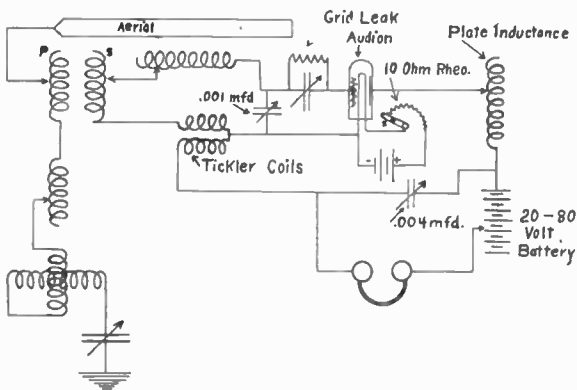 Aerial
P
S
Grid Leak
Audion
Plate Inductance
10 Ohm Rheo.
.001 mfd
Tickler Coils
- +
.004 mfd.
20-80
Volt
Battery